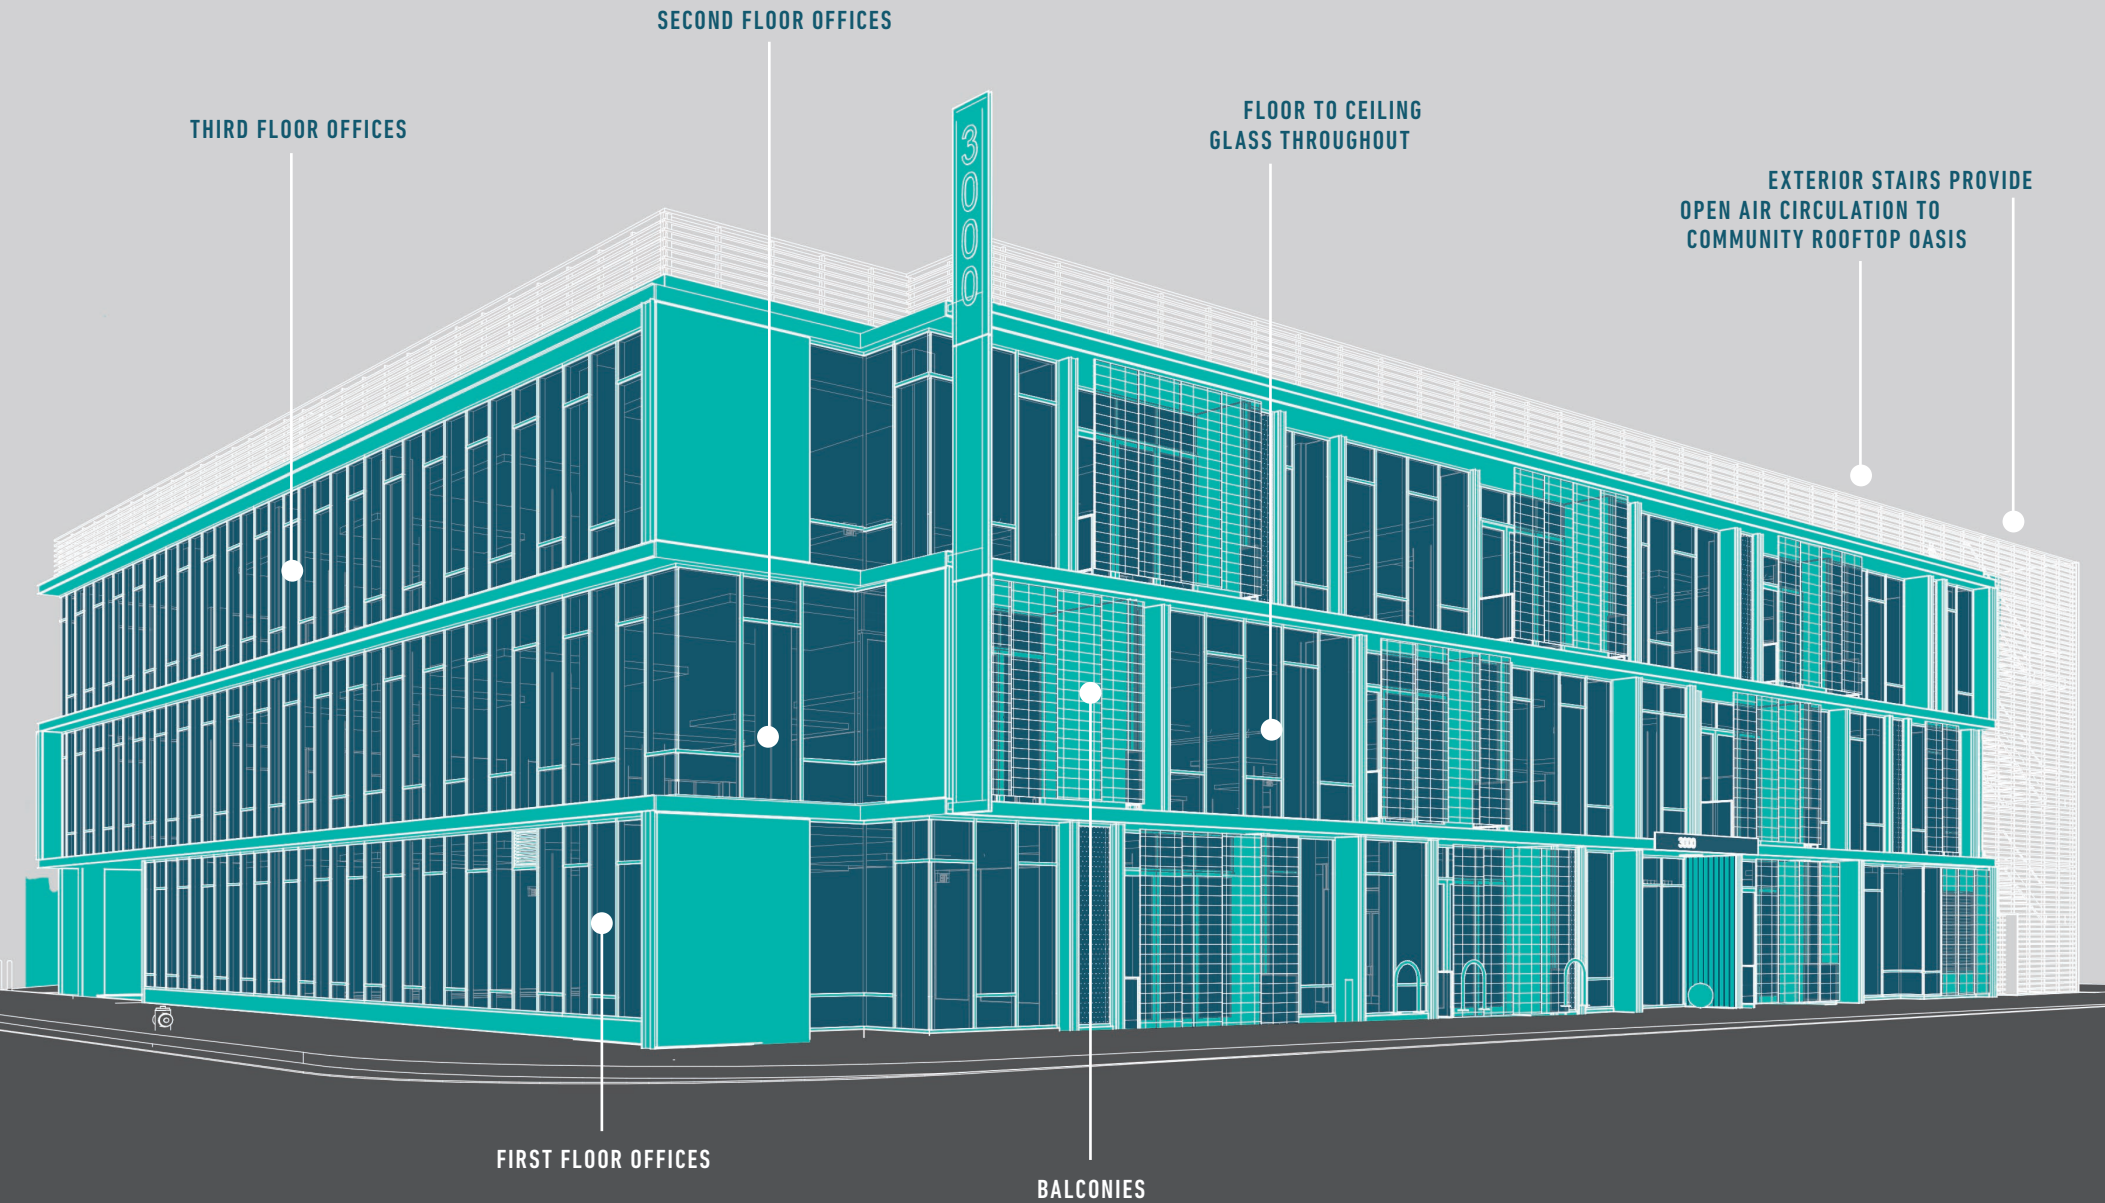 SECOND FLOOR OFFICES
THIRD FLOOR OFFICES
FLOOR TO CEILING
GLASS THROUGHOUT
EXTERIOR STAIRS PROVIDE
OPEN AIR CIRCULATION TO
COMMUNITY ROOFTOP OASIS
3000
3000
FIRST FLOOR OFFICES
BALCONIES